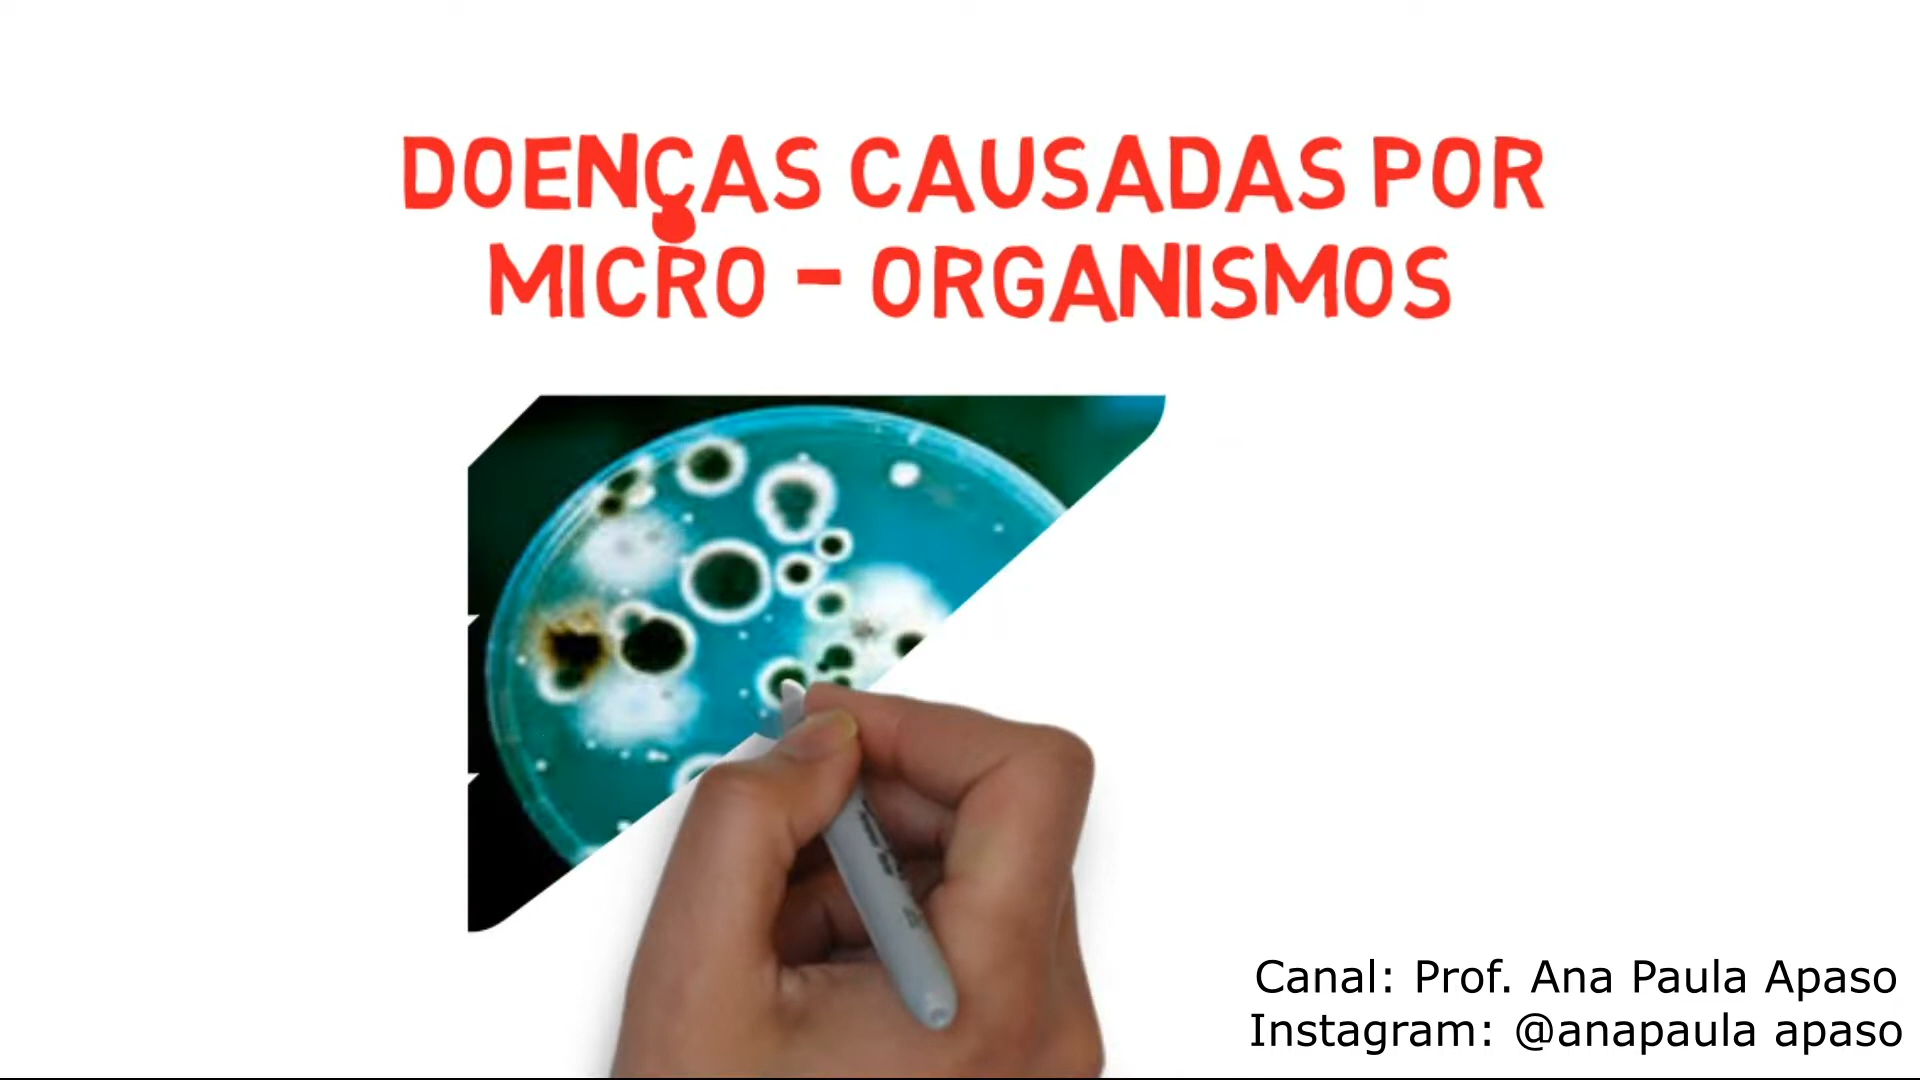 DOENÇAS CAUSADAS POR
MICRO - ORGANISMOS
Canal: Prof. Ana Paula Apaso
Instagram: @anapaula apaso